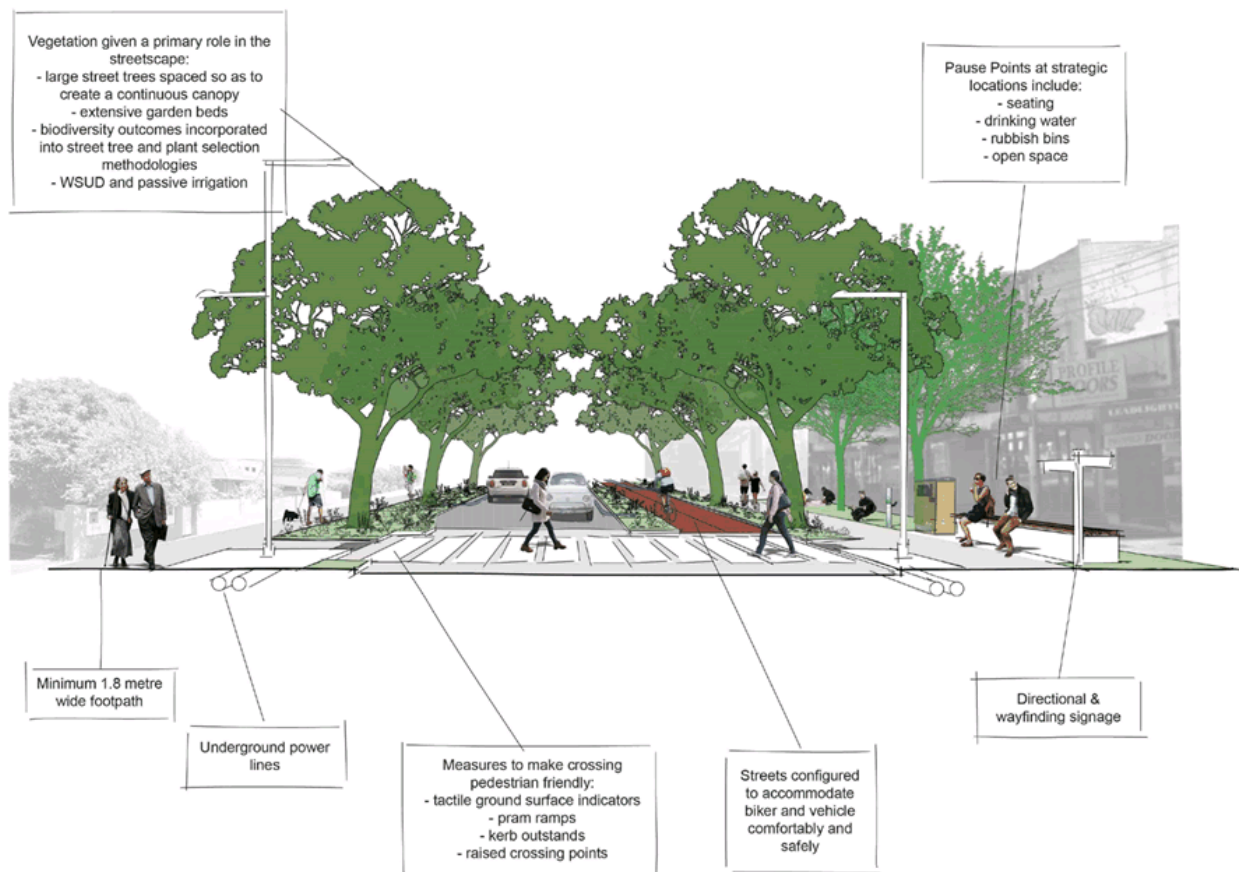 Vegetation given a primary role in the
streetscape:
- large street trees spaced so as to
create a continuous canopy
- extensive garden beds
- biodiversity outcomes incorporated
into street tree and plant selection
methodologies
- WSUD and passive irrigation
Pause Points at strategic
locations include:
- seating
- drinking water
- rubbish bins
- open space
PROFILE
DOORS
LEADLIGHT
Minimum 1.8 metre
wide footpath
Underground power
lines
Measures to make crossing
pedestrian friendly:
- tactile ground surface indicators
- pram ramps
- kerb outstands
- raised crossing points
Streets configured
to accommodate
biker and vehicle
comfortably and
safely
Directional &
wayfinding signage